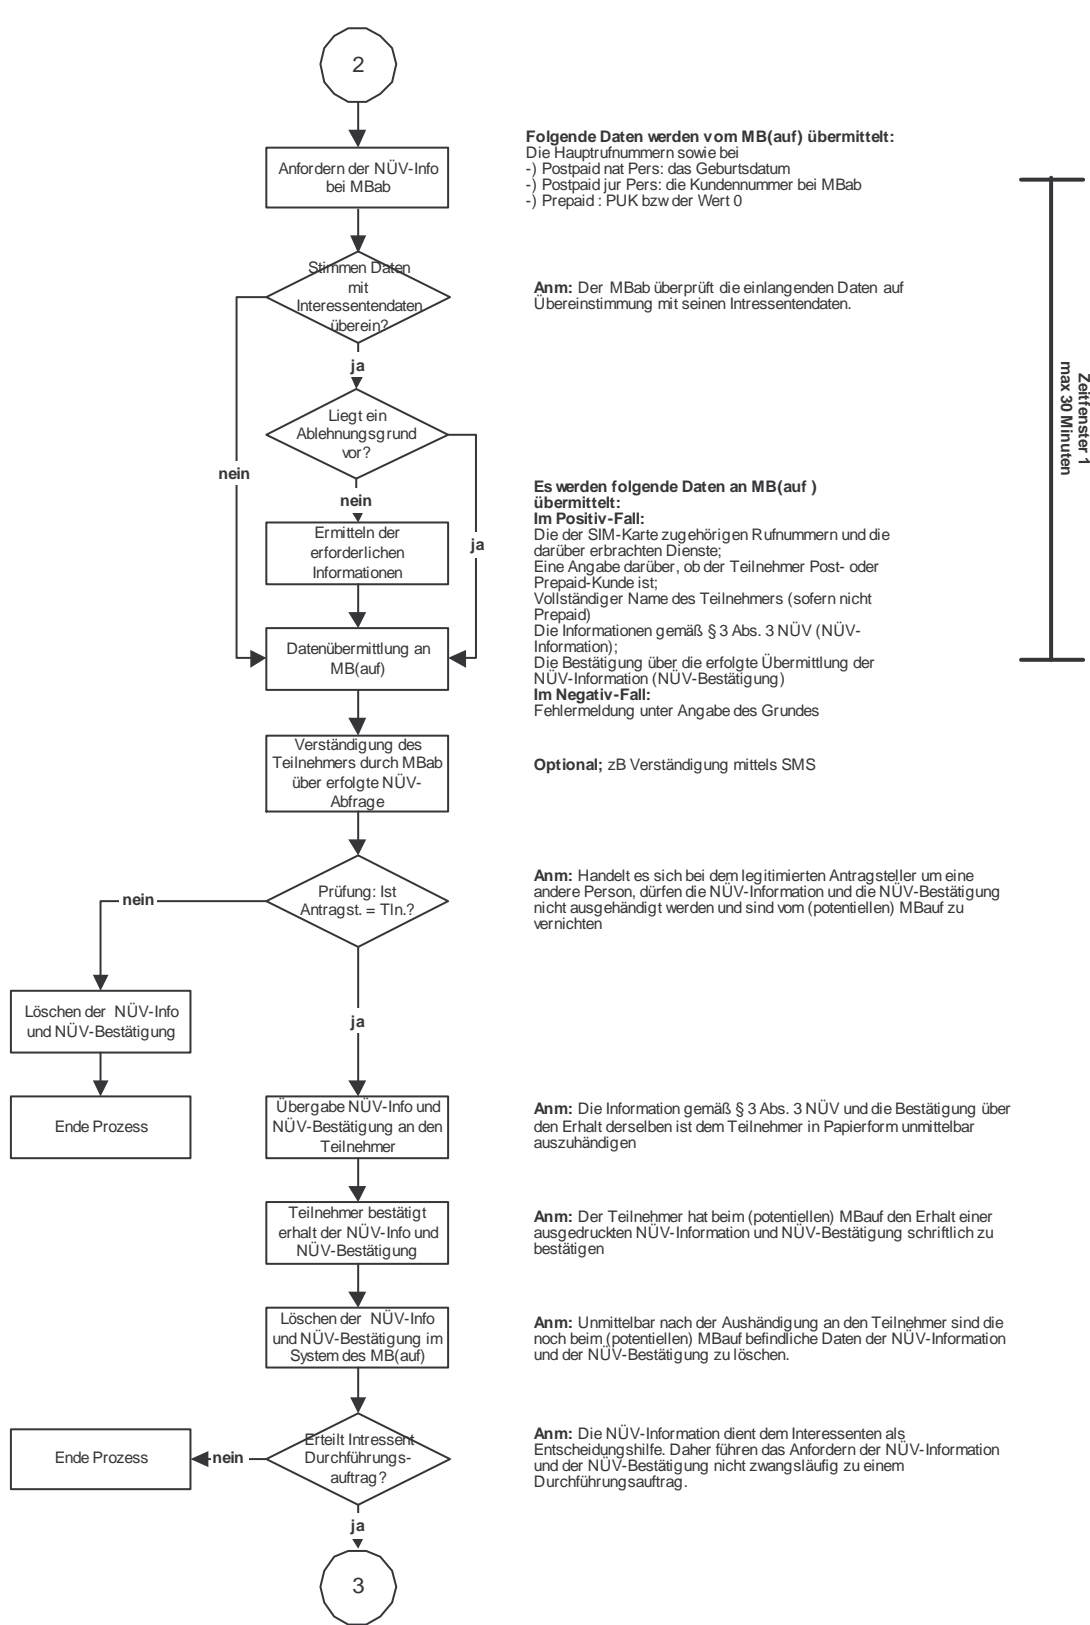 2
Folgende Daten werden vom MB(auf) übermittelt:
Die Hauptrufnummern sowie bei
-) Postpaid nat Pers: das Geburtsdatum
-) Postpaid jur Pers: die Kundennummer bei MBab
-) Prepaid : PUK bzw der Wert 0
Anfordern der NÜV-Info
bei MBab
Stimmen Daten
mit
Interessentendaten
überein?
Anm: Der MBab überprüft die einlangenden Daten auf
Übereinstimmung mit seinen Intressentendaten.
ja
Zeitfenster 1
max 30 Minuten
Liegt ein
Ablehnungsgrund
vor?
nein
nein
ja
Es werden folgende Daten an MB(auf )
übermittelt:
Im Positiv-Fall:
Die der SIM-Karte zugehörigen Rufnummern und die
darüber erbrachten Dienste;
Eine Angabe darüber, ob der Teilnehmer Post- oder
Prepaid-Kunde ist;
Vollständiger Name des Teilnehmers (sofern nicht
Prepaid)
Die Informationen gemäß § 3 Abs. 3 NÜV (NÜV-
Information);
Die Bestätigung über die erfolgte Übermittlung der
NÜV-Information (NÜV-Bestätigung)
Im Negativ-Fall:
Fehlermeldung unter Angabe des Grundes
Ermitteln der
erforderlichen
Informationen
Datenübermittlung an
MB(auf)
Verständigung des
Teilnehmers durch MBab
über erfolgte NÜV-
Abfrage
Optional; zB Verständigung mittels SMS
Prüfung: Ist
Antragst. = Tln.?
nein
Anm: Handelt es sich bei dem legitimierten Antragsteller um eine
andere Person, dürfen die NÜV-Information und die NÜV-Bestätigung
nicht ausgehändigt werden und sind vom (potentiellen) MBauf zu
vernichten
Löschen der NÜV-Info
und NÜV-Bestätigung
ja
Ende Prozess
Übergabe NÜV-Info und
NÜV-Bestätigung an den
Teilnehmer
Anm: Die Information gemäß § 3 Abs. 3 NÜV und die Bestätigung über
den Erhalt derselben ist dem Teilnehmer in Papierform unmittelbar
auszuhändigen
Teilnehmer bestätigt
erhalt der NÜV-Info und
NÜV-Bestätigung
Anm: Der Teilnehmer hat beim (potentiellen) MBauf den Erhalt einer
ausgedruckten NÜV-Information und NÜV-Bestätigung schriftlich zu
bestätigen
Löschen der NÜV-Info
und NÜV-Bestätigung im
System des MB(auf)
Anm: Unmittelbar nach der Aushändigung an den Teilnehmer sind die
noch beim (potentiellen) MBauf befindliche Daten der NÜV-Information
und der NÜV-Bestätigung zu löschen.
Ende Prozess
nein
Erteilt Intressent
Durchführungs-
auftrag?
Anm: Die NÜV-Information dient dem Interessenten als
Entscheidungshilfe. Daher führen das Anfordern der NÜV-Information
und der NÜV-Bestätigung nicht zwangsläufig zu einem
Durchführungsauftrag.
ja
3